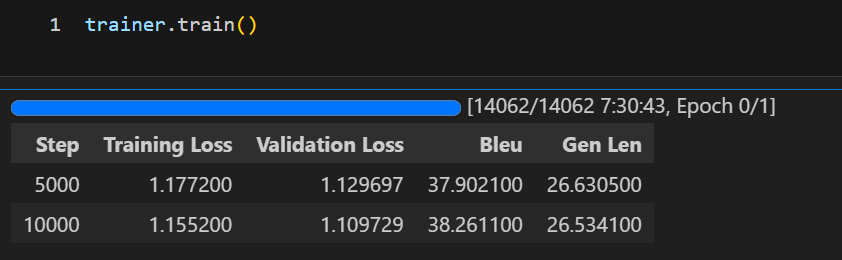 1 trainer.train()
[14062/14062 7:30:43, Epoch 0/1]
Step Training Loss Validation Loss Bleu Gen Len
5000 1.177200 1.129697 37.902100 26.630500
10000 1.155200 1.109729 38.261100 26.534100